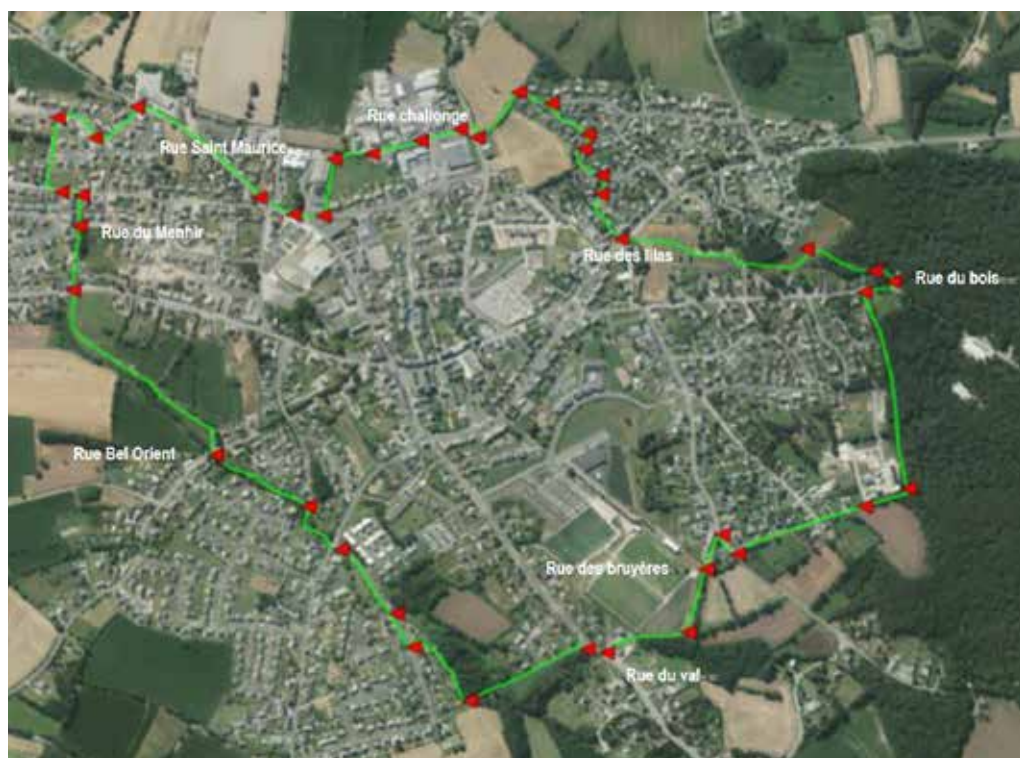 Rue challonge
Rue Saint Maurice
Rue du Menhir
Rue des lilas
Rue du bois
Rue Bel Orient
Rue des bruyères
Rue du val